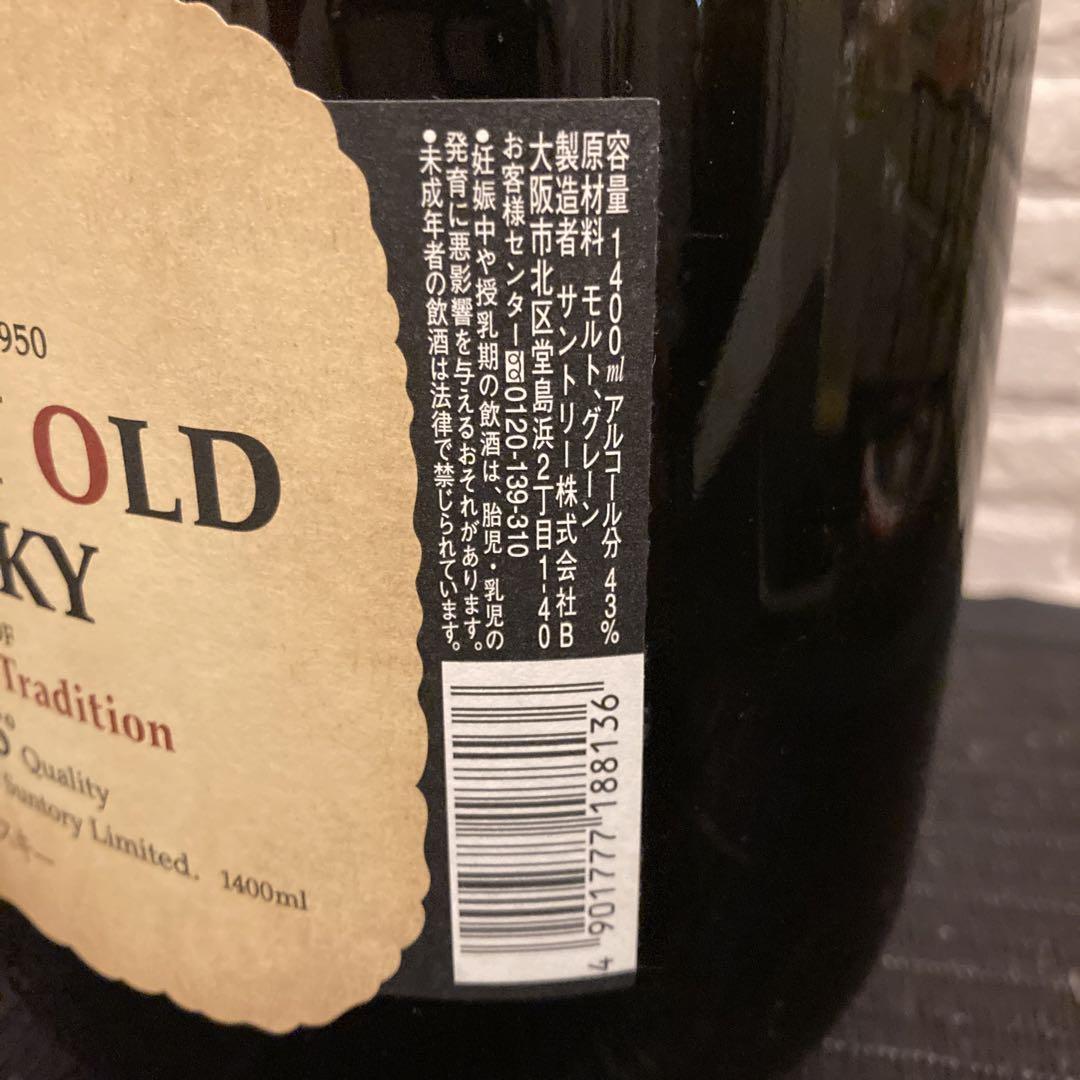 950
OLD
KY
OF
Tradition
Quality
Suntory Limited. 1400ml
キー
容量 1400ml アルコール分 43%
原材料 モルト、グレーン
製造者 サントリー株式会社B
大阪市北区堂島浜2丁目1-40
お客様センター 0120-139-310
●妊娠中や授乳期の飲酒は、胎児・乳児の
発育に悪影響を与えるおそれがあります。
●未成年者の飲酒は法律で禁じられています。
4 901777 188136